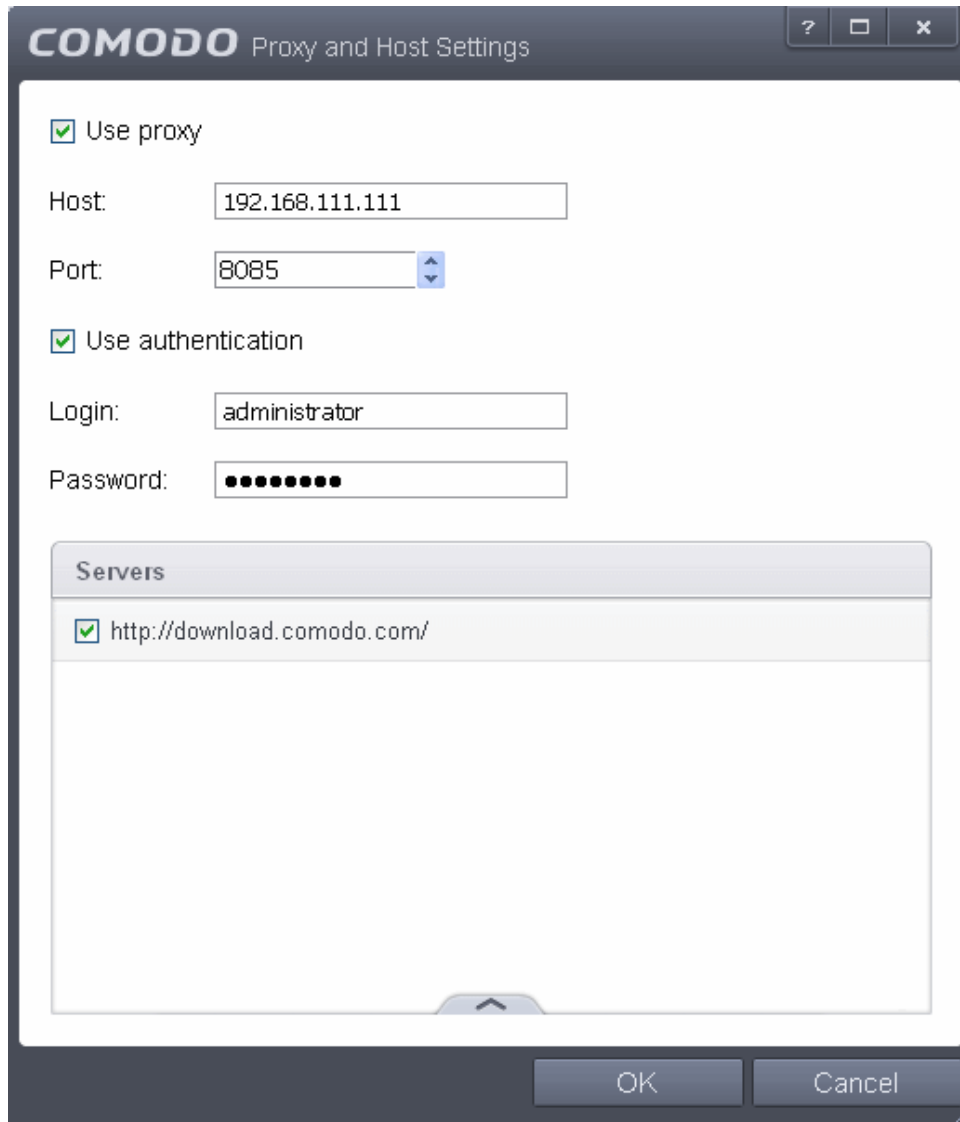 COMODO Proxy and Host Settings
Use proxy
Host: 192.168.111.111
Port: 8085
Use authentication
Login: administrator
Password: ●●●●●●●●
Servers
http://download.comodo.com/
OK Cancel